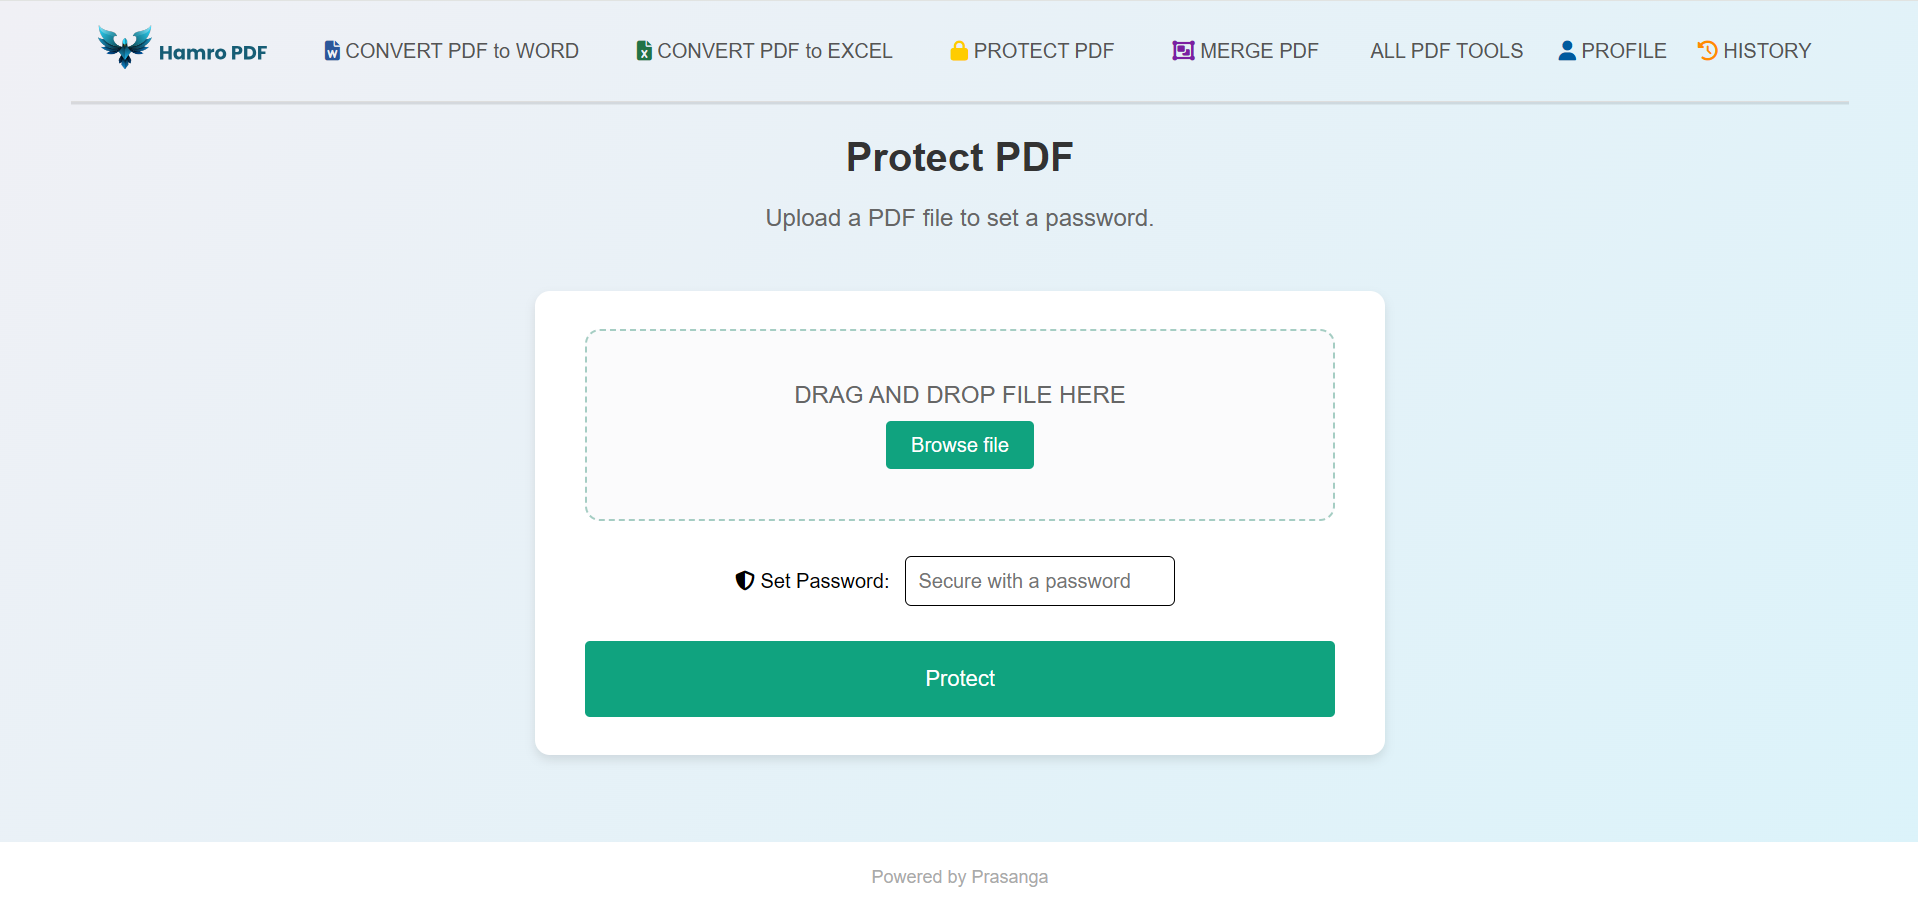 Hamro PDF
CONVERT PDF to WORD
CONVERT PDF to EXCEL
PROTECT PDF
MERGE PDF
ALL PDF TOOLS
PROFILE
HISTORY
Protect PDF
Upload a PDF file to set a password.
DRAG AND DROP FILE HERE
Browse file
Set Password:
Secure with a password
Protect
Powered by Prasanga